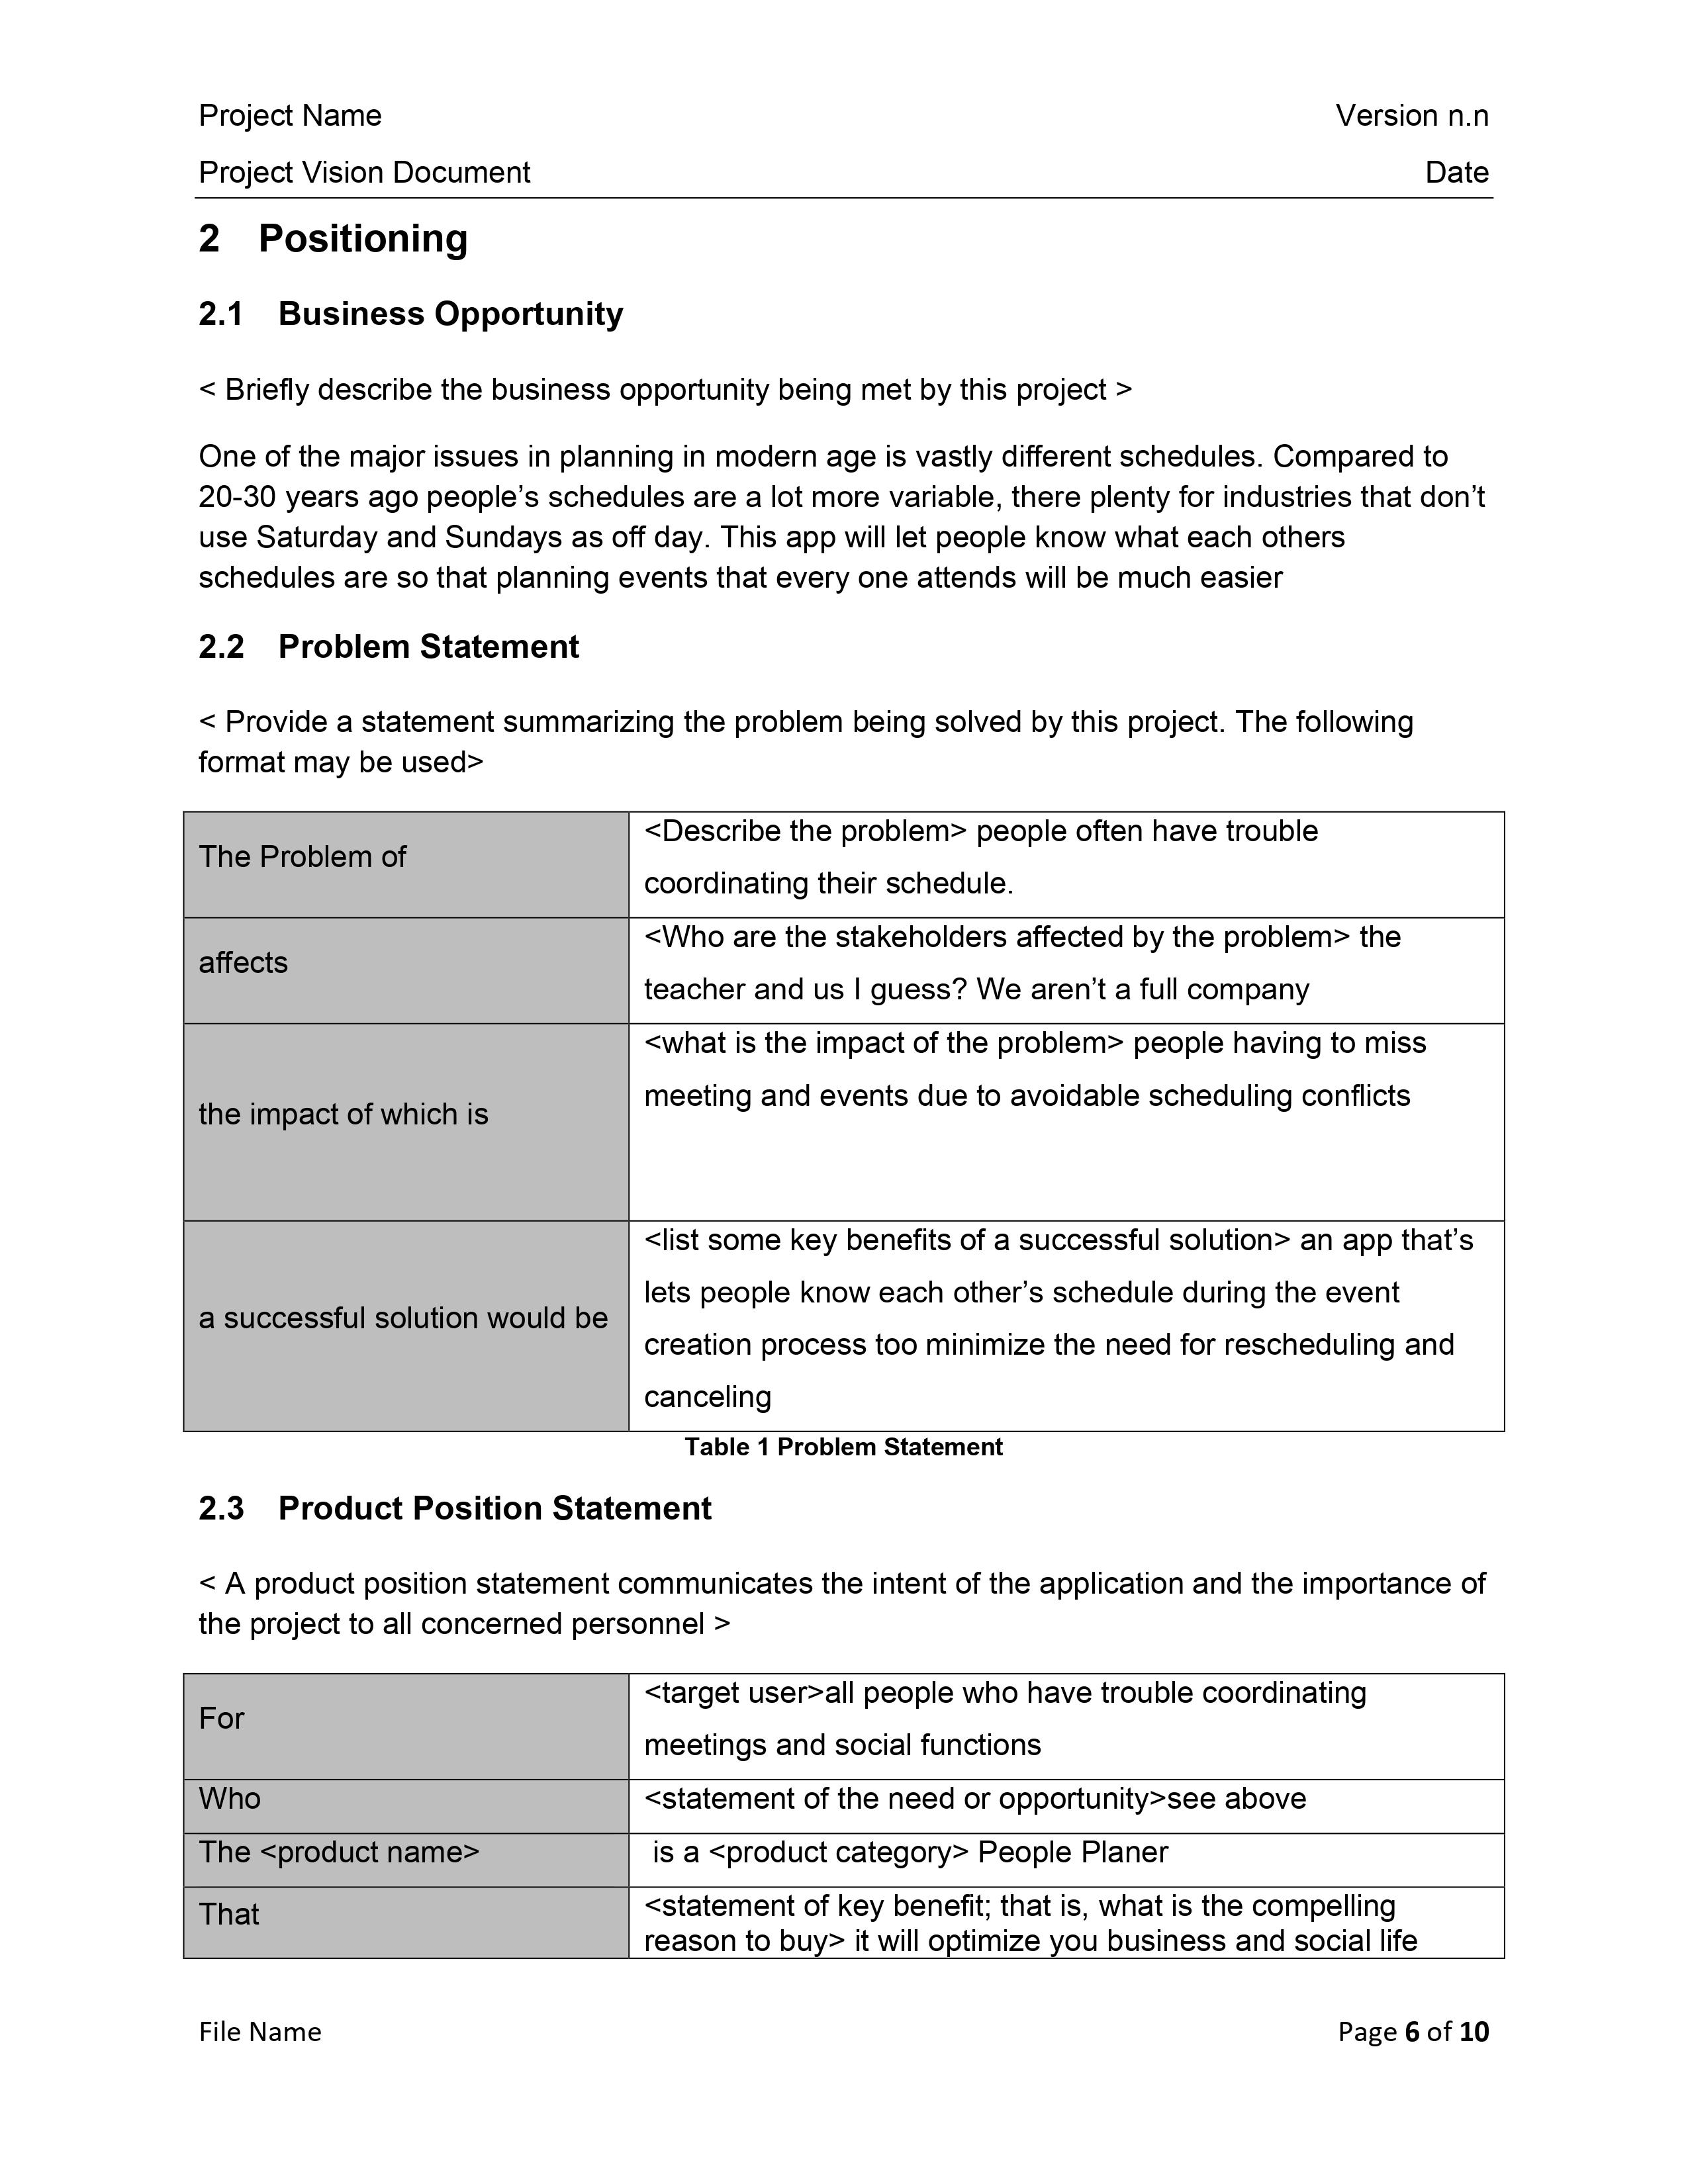 Project Name Version n.n
Project Vision Document Date
2 Positioning
2.1 Business Opportunity
< Briefly describe the business opportunity being met by this project >
One of the major issues in planning in modern age is vastly different schedules. Compared to
20-30 years ago people’s schedules are a lot more variable, there plenty for industries that don’t
use Saturday and Sundays as off day. This app will let people know what each others
schedules are so that planning events that every one attends will be much easier
2.2 Problem Statement
< Provide a statement summarizing the problem being solved by this project. The following
format may be used>
The Problem of
<Describe the problem> people often have trouble
coordinating their schedule.
affects
<Who are the stakeholders affected by the problem> the
teacher and us I guess? We aren’t a full company
the impact of which is
<what is the impact of the problem> people having to miss
meeting and events due to avoidable scheduling conflicts
a successful solution would be
<list some key benefits of a successful solution> an app that’s
lets people know each other’s schedule during the event
creation process too minimize the need for rescheduling and
canceling
Table 1 Problem Statement
2.3 Product Position Statement
< A product position statement communicates the intent of the application and the importance of
the project to all concerned personnel >
For
<target user>all people who have trouble coordinating
meetings and social functions
Who
<statement of the need or opportunity>see above
The <product name>
is a <product category> People Planer
That
<statement of key benefit; that is, what is the compelling
reason to buy> it will optimize you business and social life
File Name Page 6 of 10